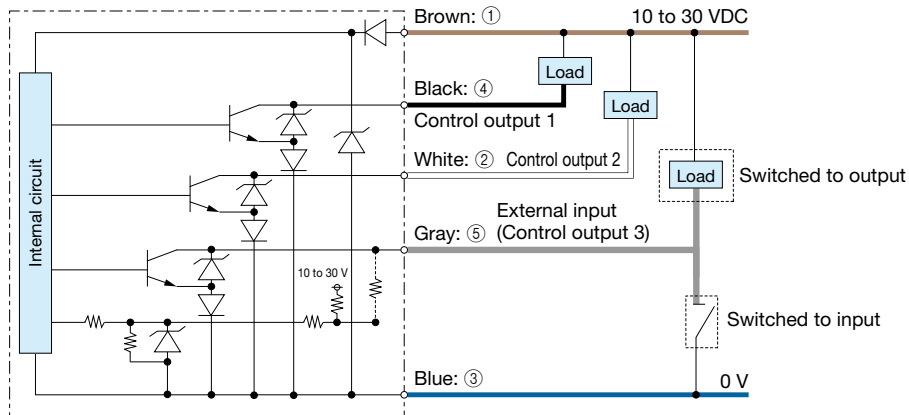 Brown: ① 10 to 30 VDC
Load
Black: ④
Load
Control output 1
White: ② Control output 2
Load
Switched to output
Internal circuit
External input
Gray: ⑤ (Control output 3)
10 to 30 V
Switched to input
Blue: ③ 0 V